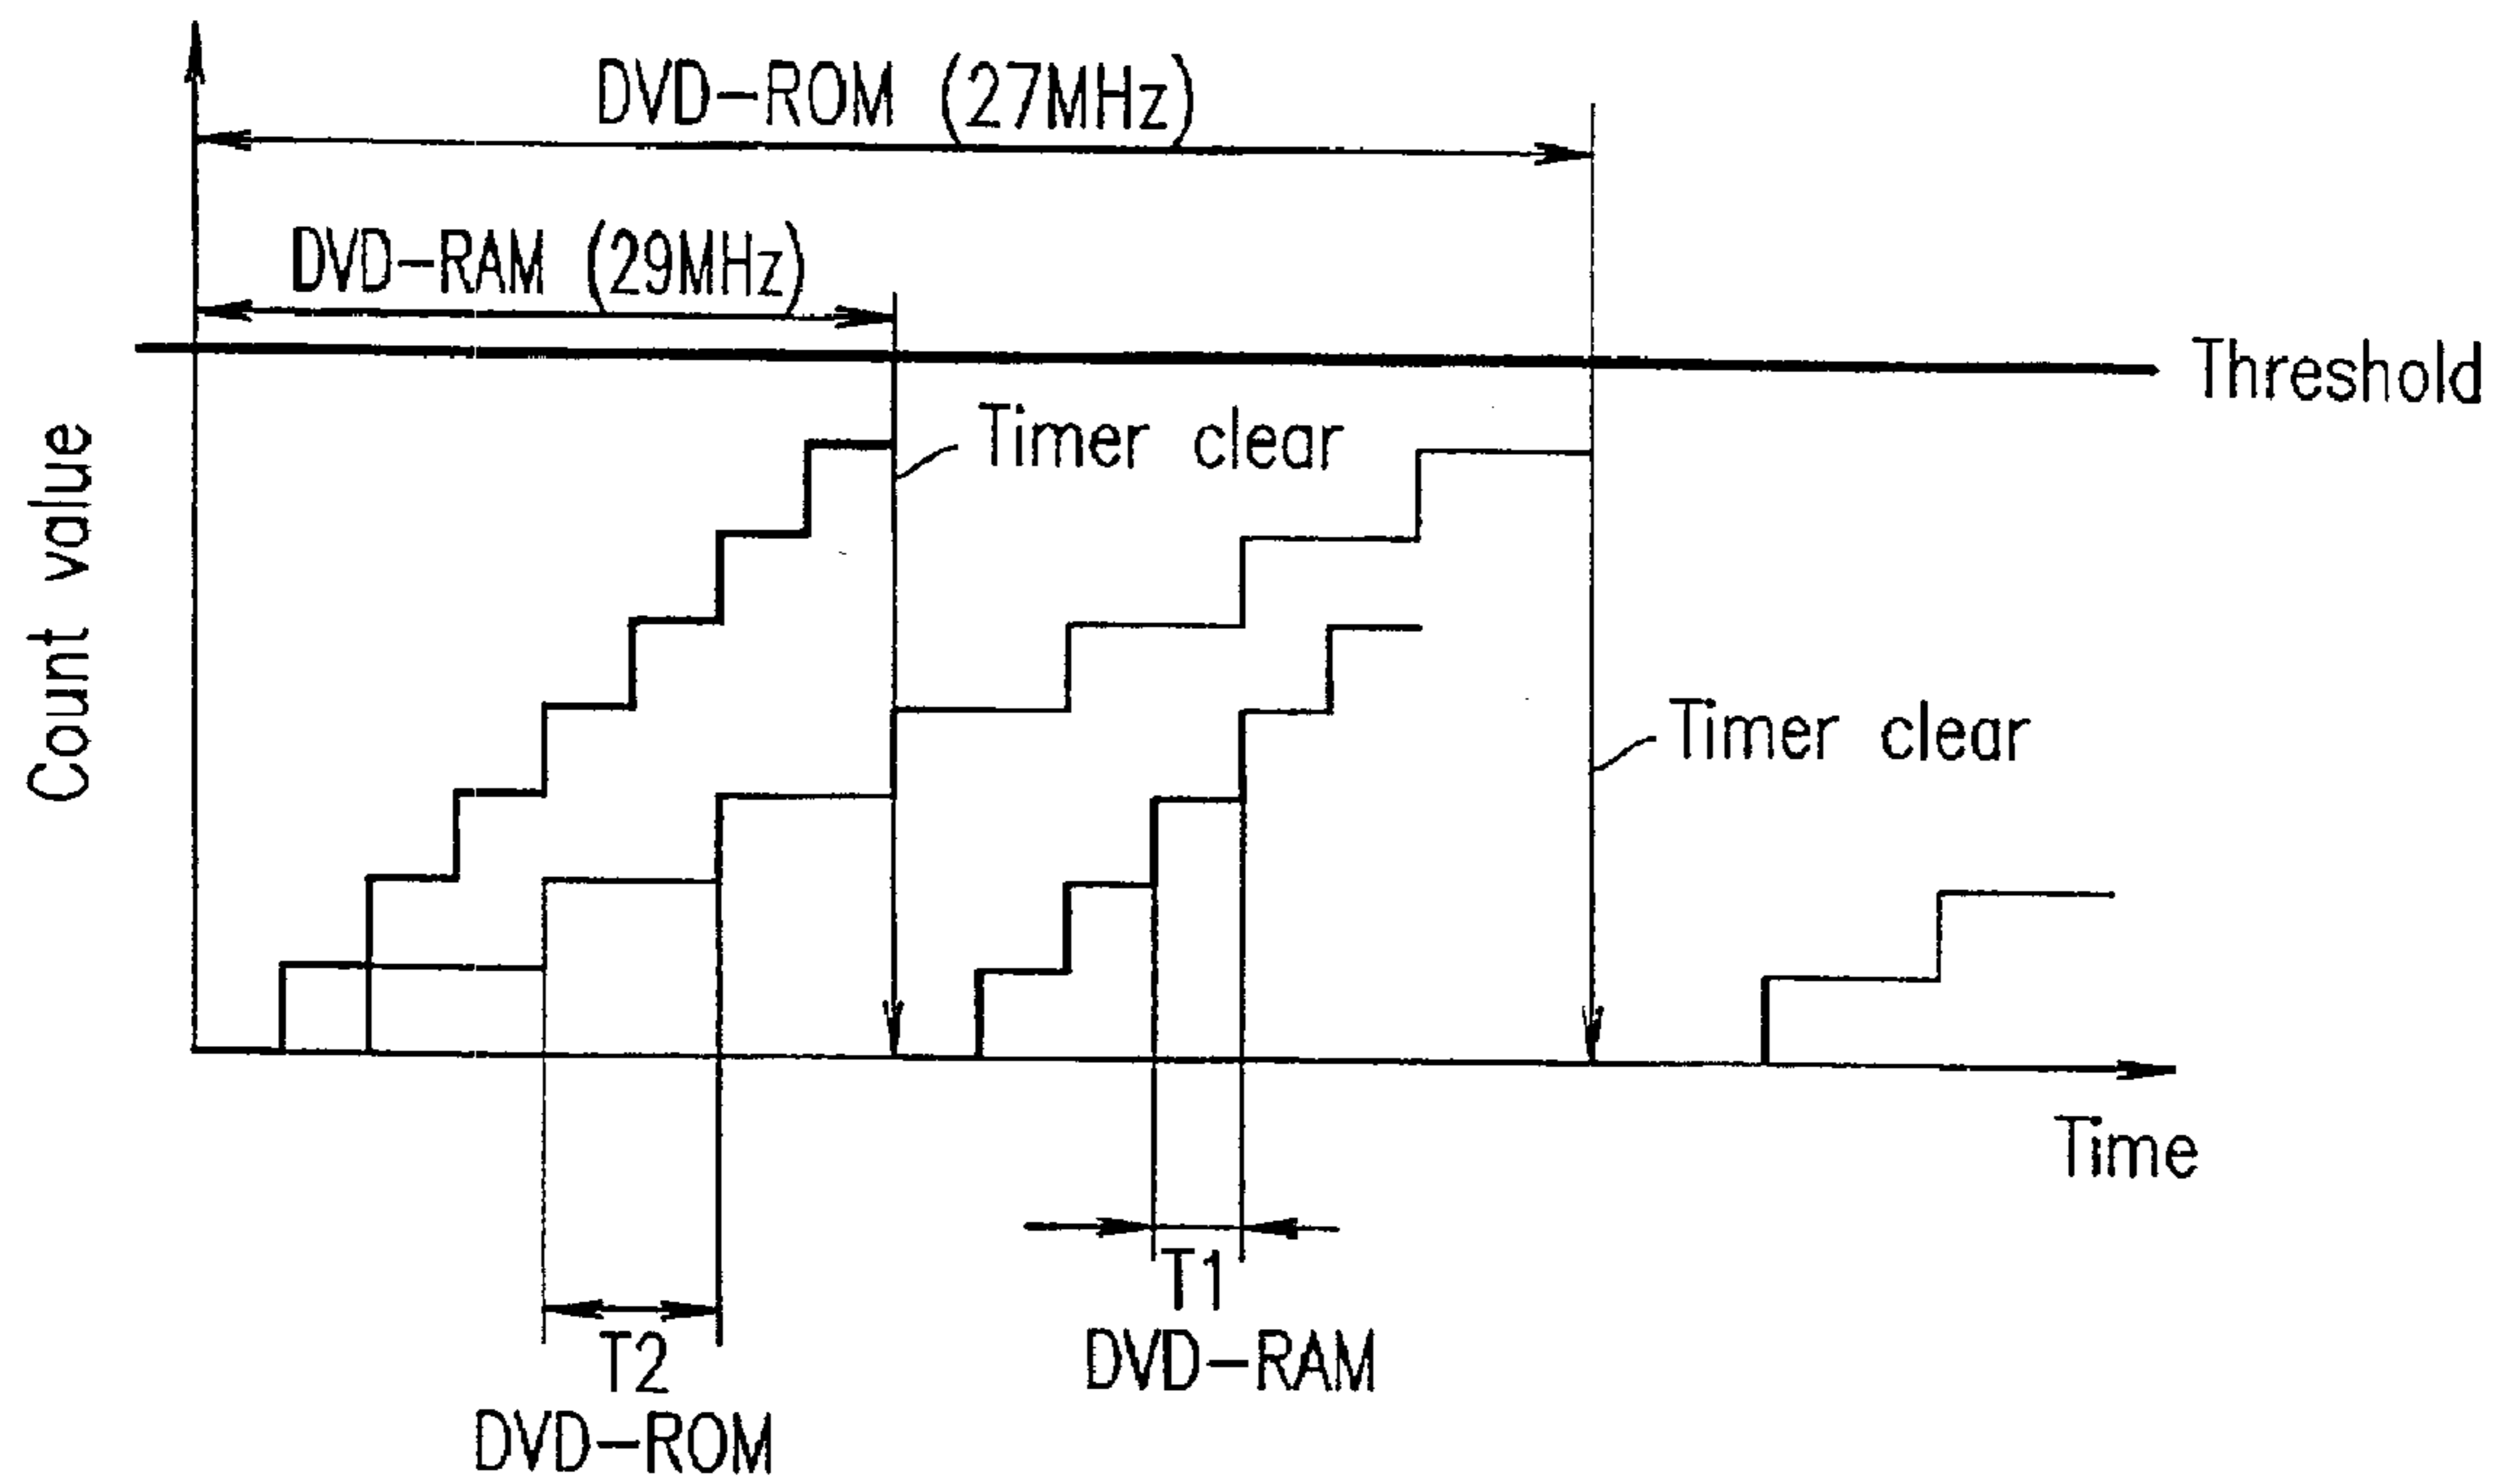 DVD-ROM (27MHz)
DVD-RAM (29MHz)
Threshold
Timer clear
Count value
Timer clear
Time
T1
DVD-RAM
T2
DVD-ROM